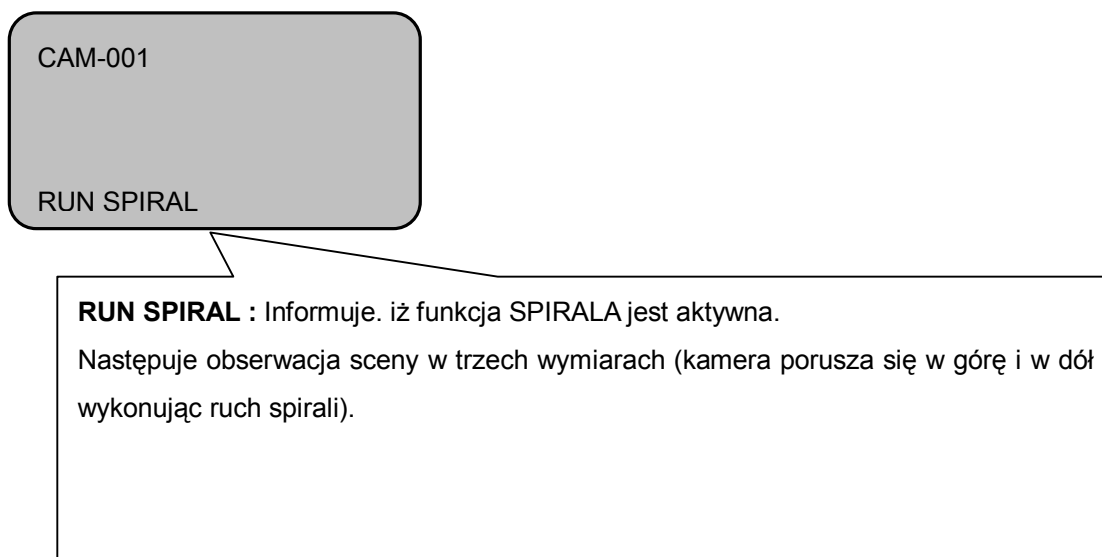 CAM-001
RUN SPIRAL
RUN SPIRAL : Informuje. iż funkcja SPIRALA jest aktywna.
Następuje obserwacja sceny w trzech wymiarach (kamera porusza się w górę i w dół
wykonując ruch spirali).